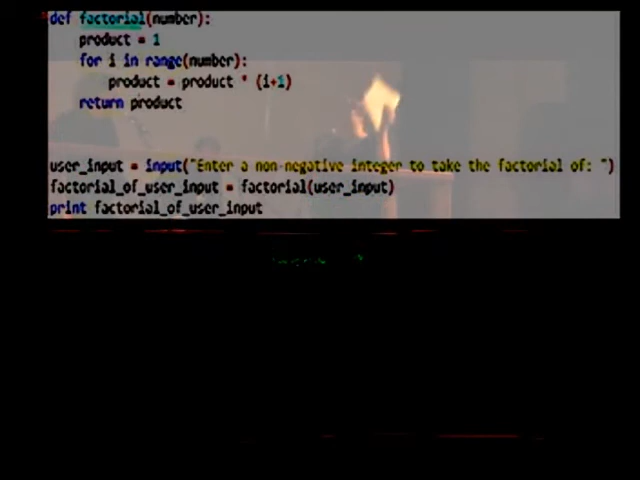 def factorial(number):
    product = 1
    for i in range(number):
        product = product * (i+1)
    return product
user_input = input("Enter a non-negative integer to take the factorial of: ")
factorial_of_user_input = factorial(user_input)
print factorial_of_user_input